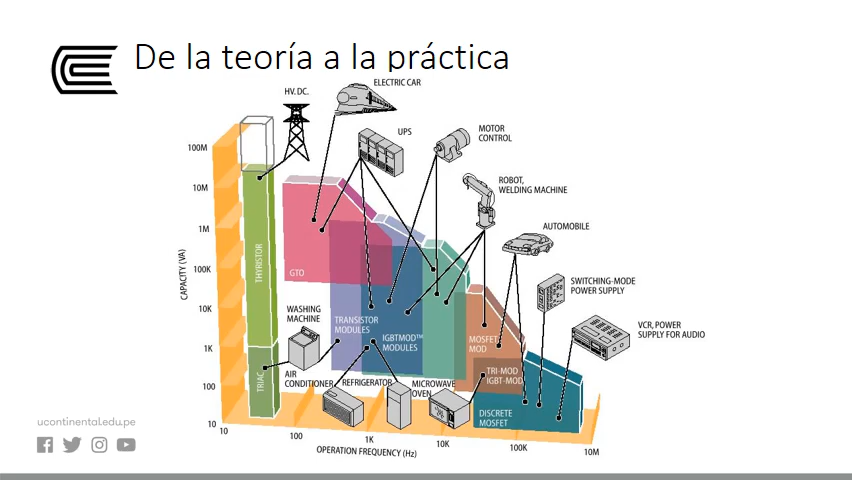 De la teoría a la práctica
HV. DC.
ELECTRIC CAR
UPS
MOTOR
CONTROL
ROBOT,
WELDING MACHINE
AUTOMOBILE
SWITCHING-MODE
POWER SUPPLY
VCR, POWER
SUPPLY FOR AUDIO
CAPACITY (VA)
100M
10M
1M
100K
10K
1K
100
10
THYRISTOR
TRIAC
GTO
TRANSISTOR
MODULES
IGBTMOD™
MODULES
MOSFET
MOD
TRI-MOD
IGBT-MOD
DISCRETE
MOSFET
WASHING
MACHINE
AIR
CONDITIONER
REFRIGERATOR
MICROWAVE
OVEN
10
100
1K
10K
100K
10M
OPERATION FREQUENCY (Hz)
ucontinental.edu.pe